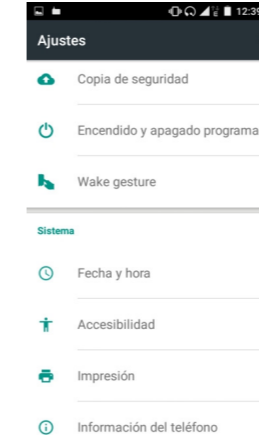 12:39
Ajustes
Copia de seguridad
Encendido y apagado programa
Wake gesture
Sistema
Fecha y hora
Accesibilidad
Impresión
Información del teléfono